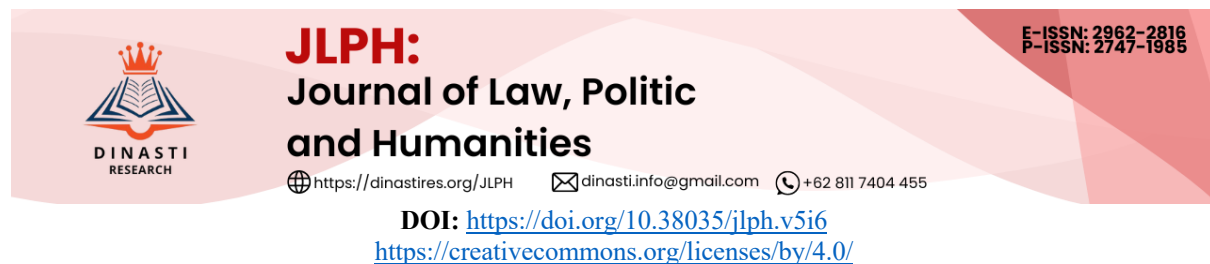 E-ISSN: 2962-2816
P-ISSN: 2747-1985
JLPH:
Journal of Law, Politic
and Humanities
DINASTI
RESEARCH
https://dinastires.org/JLPH dinasti.info@gmail.com +62 811 7404 455
DOI: https://doi.org/10.38035/jlph.v5i6
https://creativecommons.org/licenses/by/4.0/